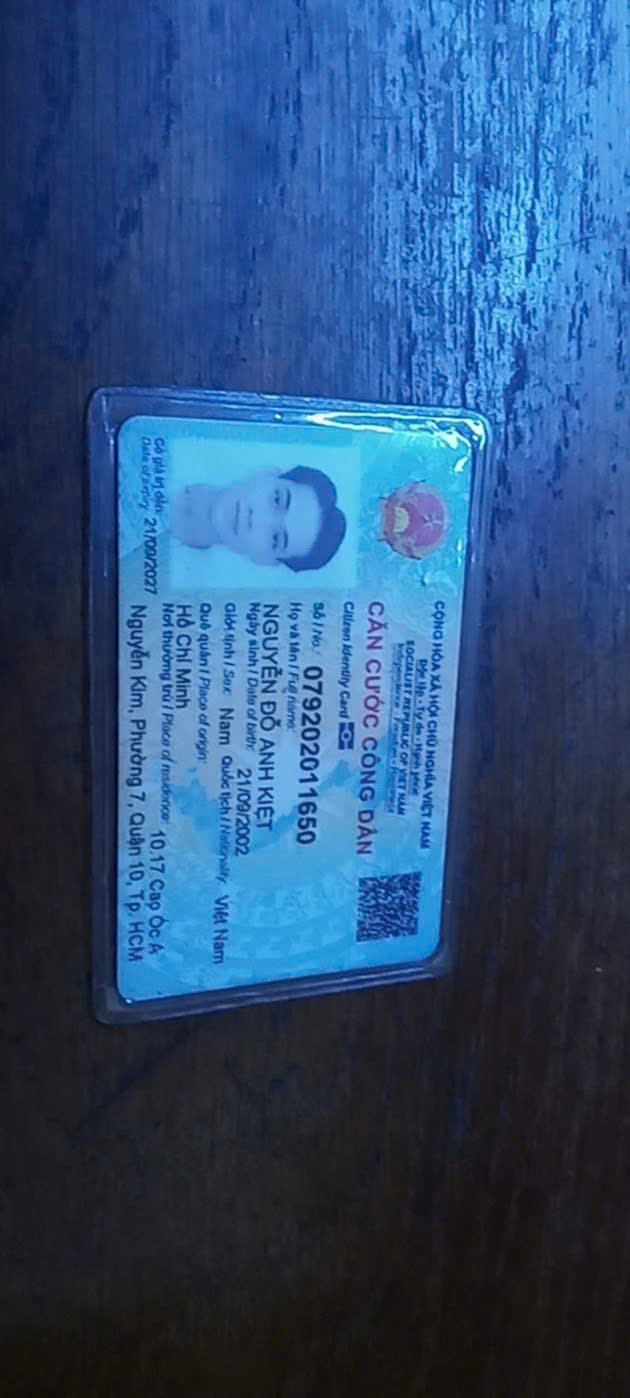 CỘNG HÒA XÃ HỘI CHỦ NGHĨA VIỆT NAM
Độc lập - Tự do - Hạnh phúc
SOCIALIST REPUBLIC OF VIET NAM
Independence - Freedom - Happiness
CĂN CƯỚC CÔNG DÂN
Citizen Identity Card
Số / No.: 079202011650
Họ và tên / Full name:
NGUYỄN ĐỖ ANH KIỆT
Ngày sinh / Date of birth: 21/09/2002
Giới tính / Sex: Nam Quốc tịch / Nationality: Việt Nam
Quê quán / Place of origin:
Hồ Chí Minh
Nơi thường trú / Place of residence: 10.17 Cap Ốc A
Nguyễn Kim, Phường 7, Quận 10, Tp. HCM
Có giá trị đến: 21/09/2027
Date of expiry